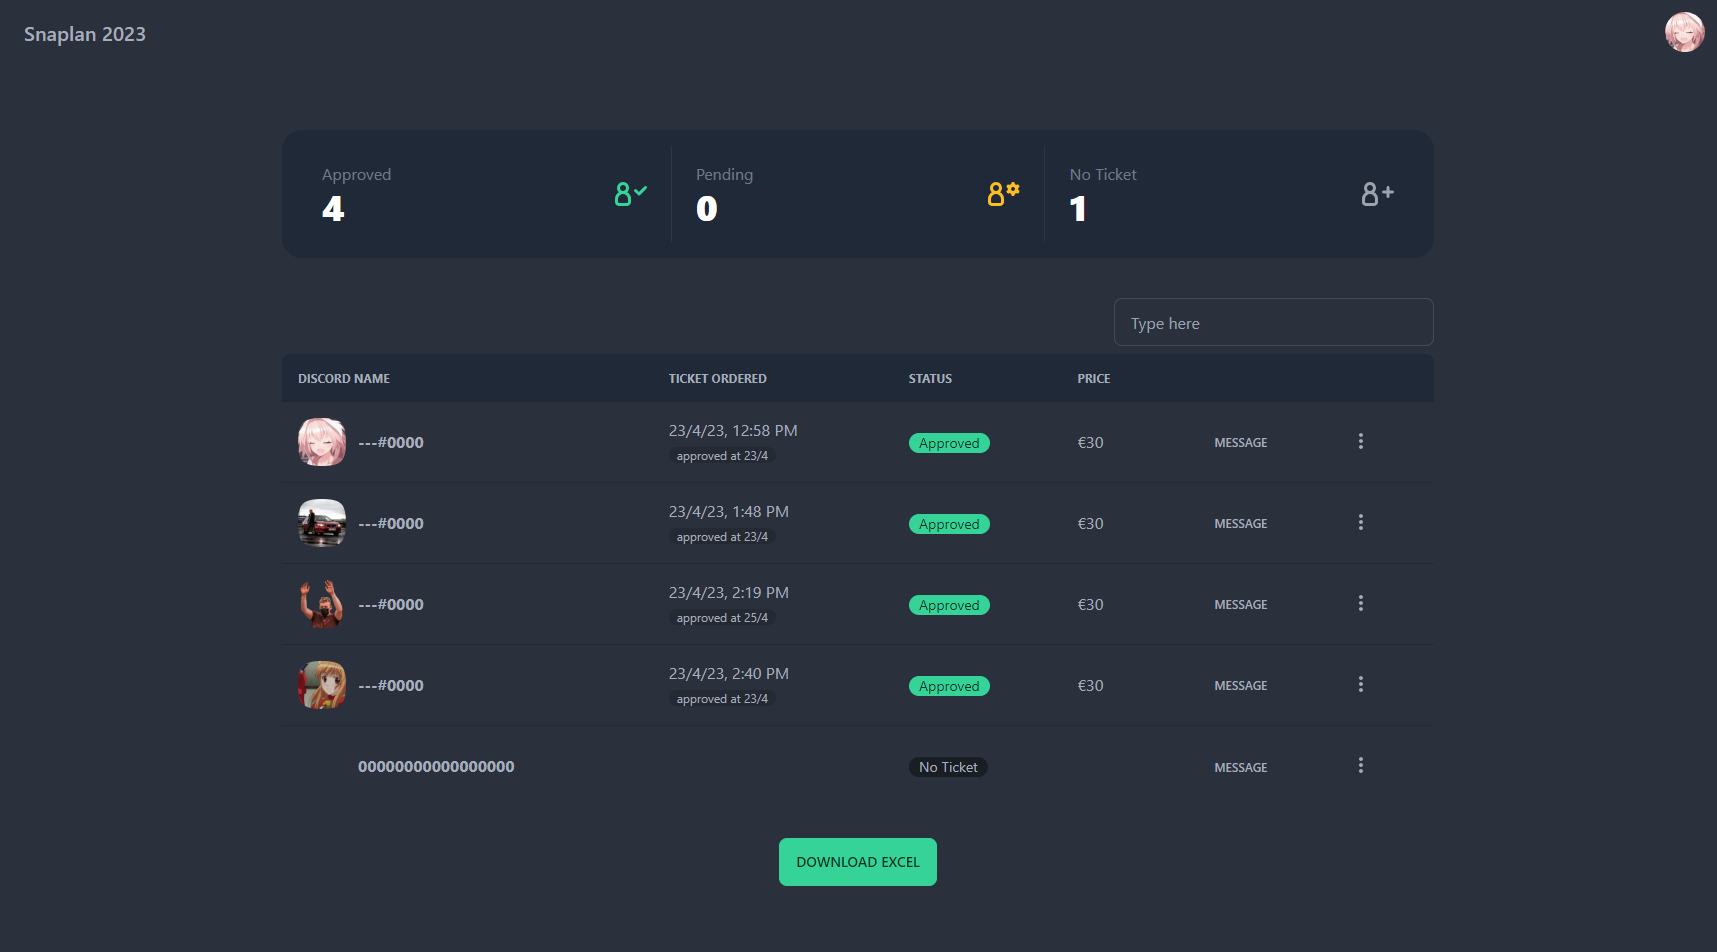 Snaplan 2023
Approved
4
Pending
0
No Ticket
1
Type here
DISCORD NAME TICKET ORDERED STATUS PRICE
---#0000 23/4/23, 12:58 PM Approved €30 MESSAGE
approved at 23/4
---#0000 23/4/23, 1:48 PM Approved €30 MESSAGE
approved at 23/4
---#0000 23/4/23, 2:19 PM Approved €30 MESSAGE
approved at 25/4
---#0000 23/4/23, 2:40 PM Approved €30 MESSAGE
approved at 23/4
00000000000000000 No Ticket MESSAGE
DOWNLOAD EXCEL